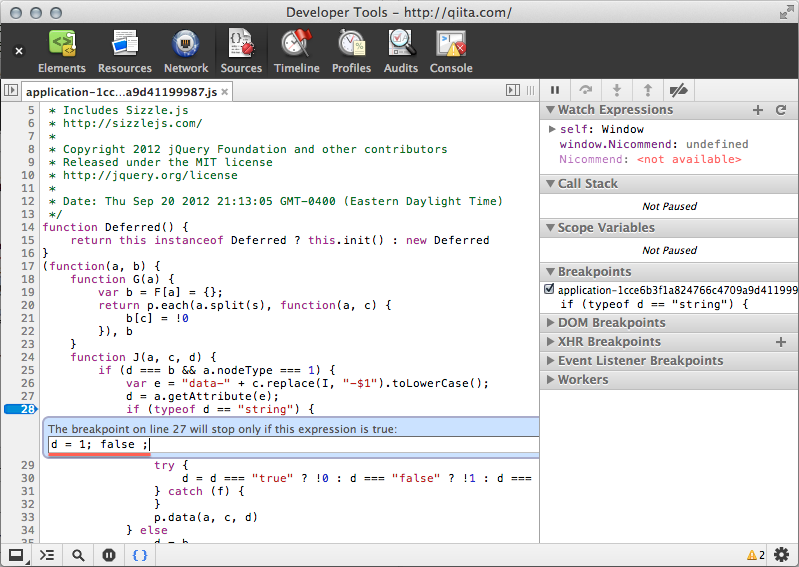 Developer Tools - http://qiita.com/
Elements Resources Network Sources Timeline Profiles Audits Console
application-1cc...a9d41199987.js
5 * Includes Sizzle.js
6 * http://sizzlejs.com/
7 *
8 * Copyright 2012 jQuery Foundation and other contributors
9 * Released under the MIT license
10 * http://jquery.org/license
11 *
12 * Date: Thu Sep 20 2012 21:13:05 GMT-0400 (Eastern Daylight Time)
13 */
14 function Deferred() {
15 return this instanceof Deferred ? this.init() : new Deferred
16 }
17 (function(a, b) {
18 function G(a) {
19 var b = F[a] = {};
20 return p.each(a.split(s), function(a, c) {
21 b[c] = !0
22 }), b
23 }
24 function J(a, c, d) {
25 if (d === b && a.nodeType === 1) {
26 var e = "data-" + c.replace(I, "-$1").toLowerCase();
27 d = a.getAttribute(e);
28 if (typeof d == "string") {
The breakpoint on line 27 will stop only if this expression is true:
d = 1; false ;
29 try {
30 d = d === "true" ? !0 : d === "false" ? !1 : d ===
31 } catch (f) {
32 }
33 p.data(a, c, d)
34 } else
35 d = b
Watch Expressions
self: Window
window.Nicommend: undefined
Nicommend: <not available>
Call Stack
Not Paused
Scope Variables
Not Paused
Breakpoints
application-1cce6b3f1a824766c4709a9d411999
if (typeof d == "string") {
DOM Breakpoints
XHR Breakpoints
Event Listener Breakpoints
Workers
{ }
2